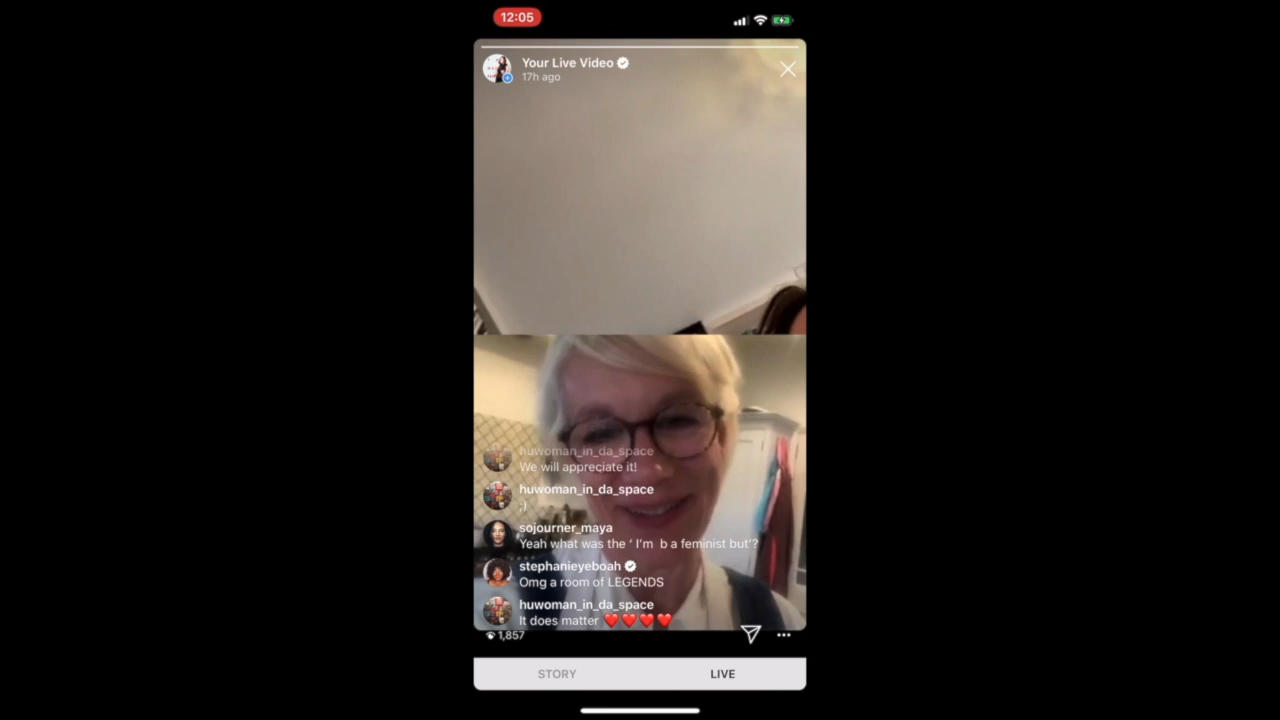 12:05
Your Live Video
17h ago
huwoman_in_da_space
We will appreciate it!
huwoman_in_da_space
;)
sojourner_maya
Yeah what was the ‘ I’m b a feminist but’?
stephanieyeboah
Omg a room of LEGENDS
huwoman_in_da_space
It does matter ❤️❤️❤️❤️
1,857
STORY
LIVE